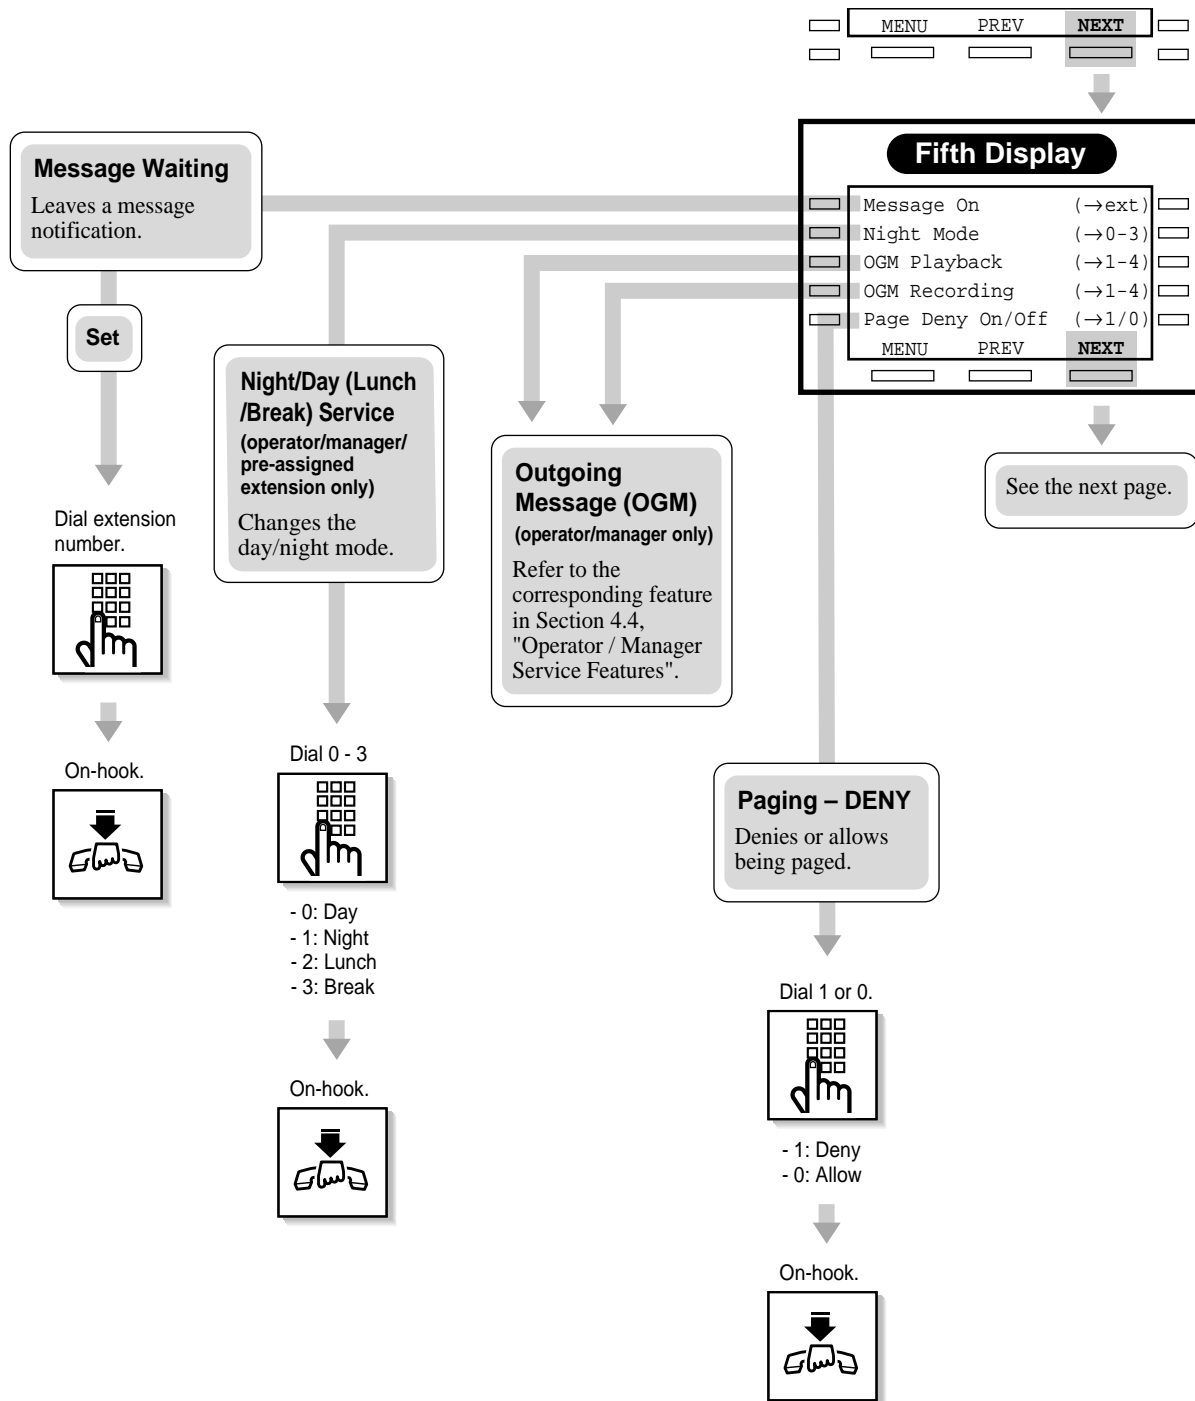 MENU PREV NEXT
Fifth Display
Message On (→ext)
Night Mode (→0-3)
OGM Playback (→1-4)
OGM Recording (→1-4)
Page Deny On/Off (→1/0)
MENU PREV NEXT
See the next page.
Message Waiting
Leaves a message
notification.
Set
Dial extension
number.
On-hook.
Night/Day (Lunch
/Break) Service
(operator/manager/
pre-assigned
extension only)
Changes the
day/night mode.
Dial 0 - 3
- 0: Day
- 1: Night
- 2: Lunch
- 3: Break
On-hook.
Outgoing
Message (OGM)
(operator/manager only)
Refer to the
corresponding feature
in Section 4.4,
"Operator / Manager
Service Features".
Paging – DENY
Denies or allows
being paged.
Dial 1 or 0.
- 1: Deny
- 0: Allow
On-hook.